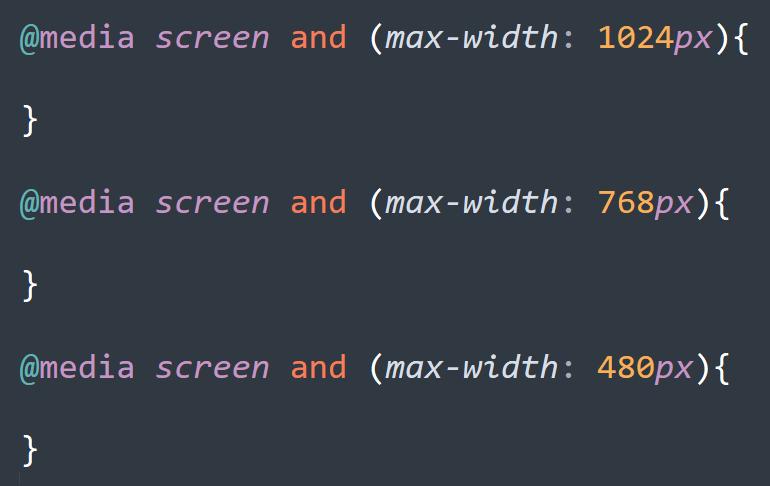 @media screen and (max-width: 1024px){
}
@media screen and (max-width: 768px){
}
@media screen and (max-width: 480px){
}